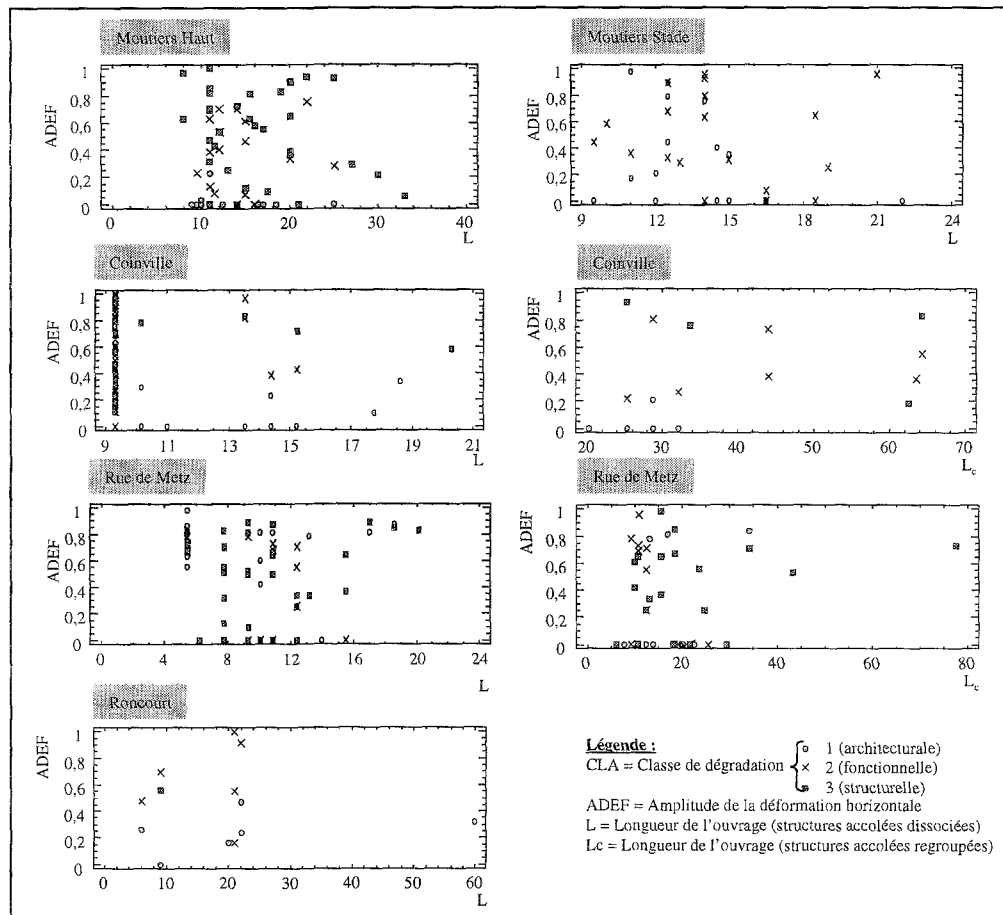 Moutiers Haut
ADEF
1
0,8
0,6
0,4
0,2
0
0 10 20 30 40
L
Moutiers Stade
ADEF
1
0,8
0,6
0,4
0,2
0
9 12 15 18 21 24
L
Coinville
ADEF
1
0,8
0,6
0,4
0,2
0
9 11 13 15 17 19 21
L
Coinville
ADEF
1
0,8
0,6
0,4
0,2
0
20 30 40 50 60 70
Lc
Rue de Metz
ADEF
1
0,8
0,6
0,4
0,2
0
0 4 8 12 16 20 24
L
Rue de Metz
ADEF
1
0,8
0,6
0,4
0,2
0
0 20 40 60 80
Lc
Roncourt
ADEF
1
0,8
0,6
0,4
0,2
0
0 10 20 30 40 50 60
L
Légende :
CLA = Classe de dégradation
1 (architecturale)
2 (fonctionnelle)
3 (structurelle)
ADEF = Amplitude de la déformation horizontale
L = Longueur de l'ouvrage (structures accolées dissociées)
Lc = Longueur de l'ouvrage (structures accolées regroupées)